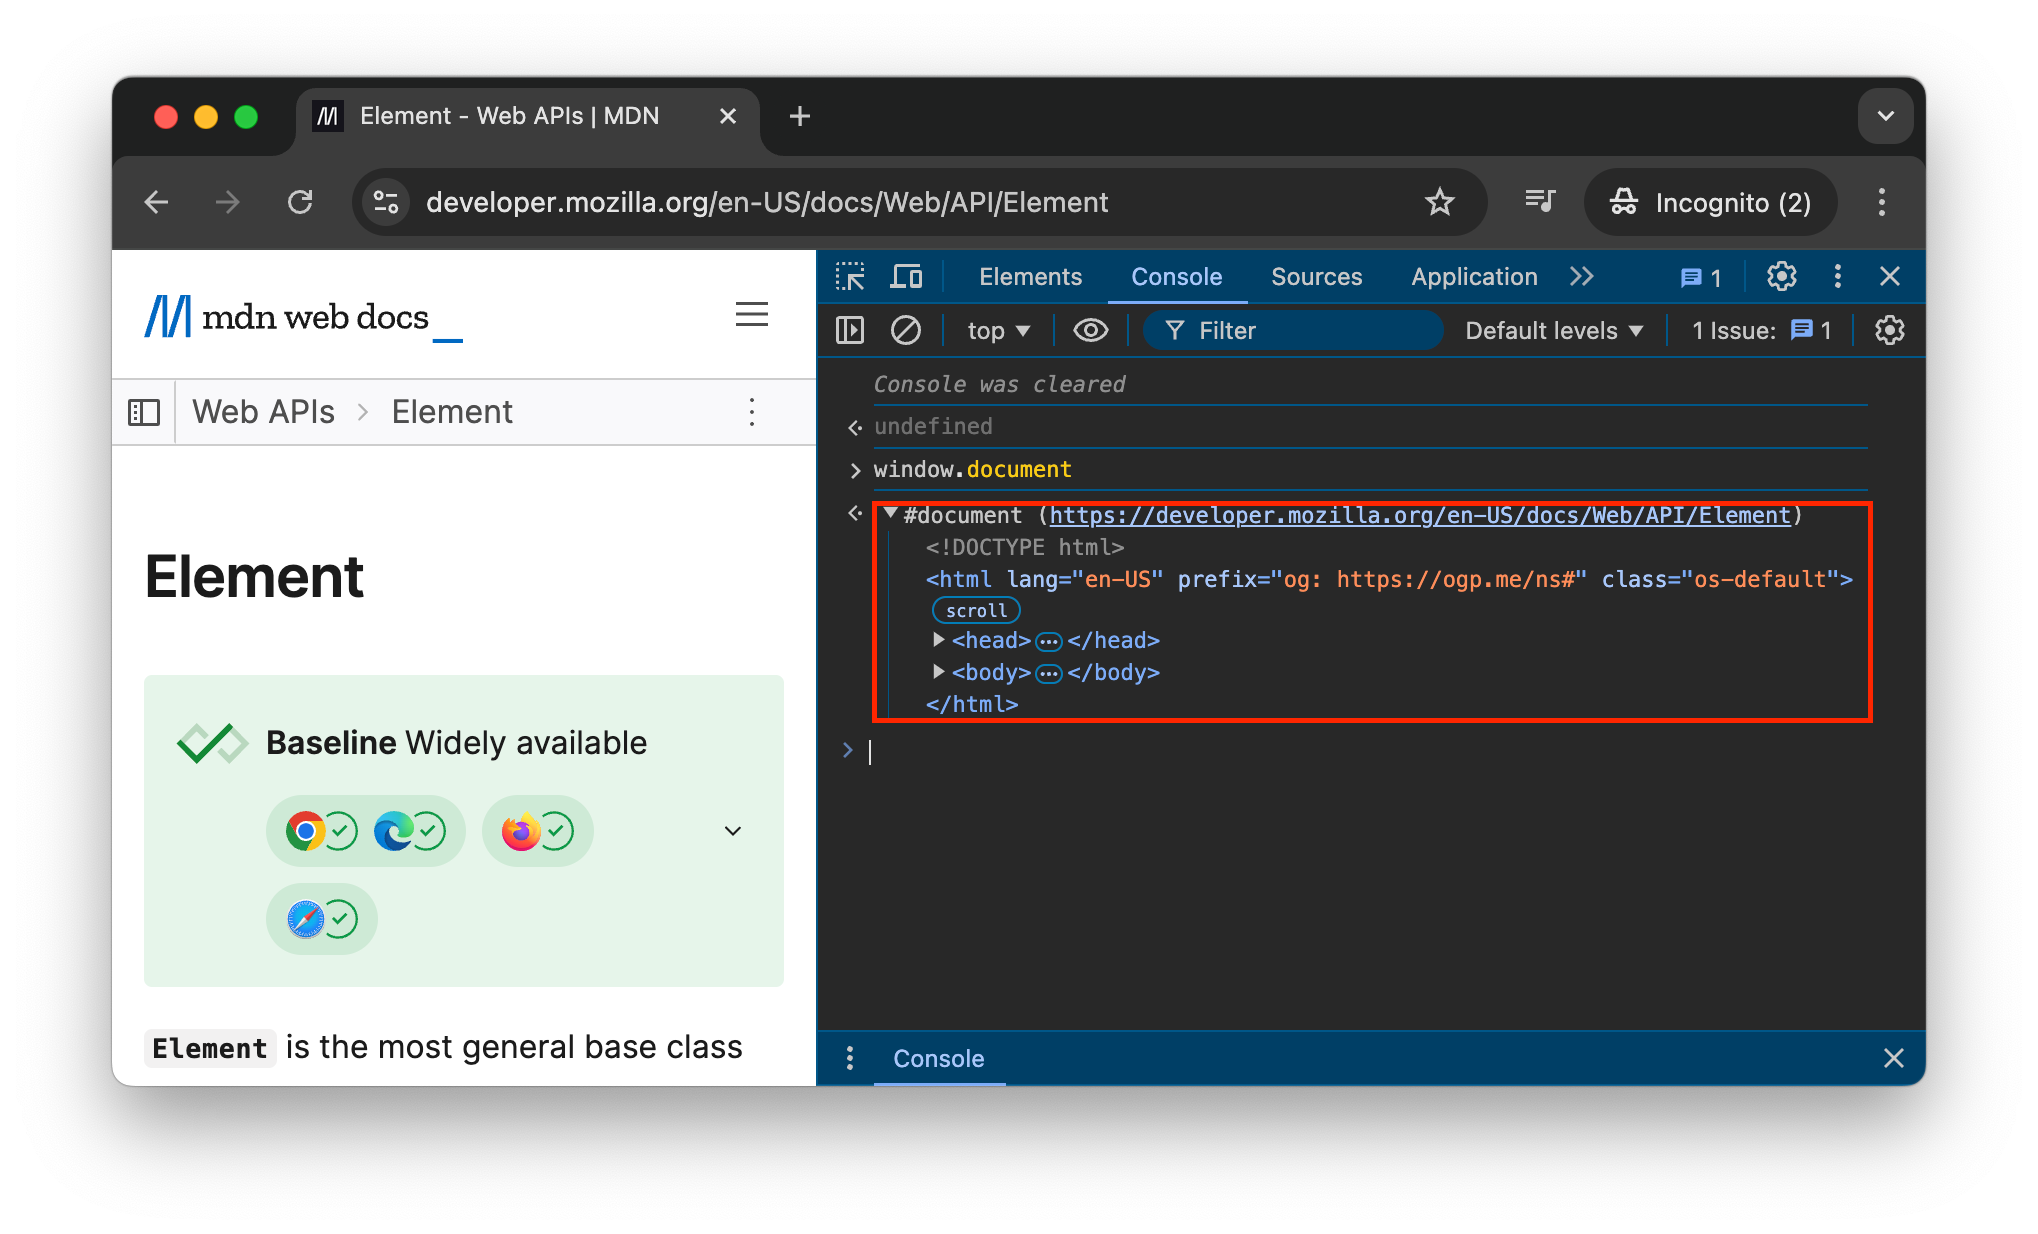 Element - Web APIs | MDN
developer.mozilla.org/en-US/docs/Web/API/Element
Incognito (2)
mdn web docs_
Web APIs > Element
Element
Baseline Widely available
Element is the most general base class
Elements Console Sources Application 1
top Filter Default levels 1 Issue: 1
Console was cleared
undefined
window.document
#document (https://developer.mozilla.org/en-US/docs/Web/API/Element)
<!DOCTYPE html>
<html lang="en-US" prefix="og: https://ogp.me/ns#" class="os-default">
scroll
<head>…</head>
<body>…</body>
</html>
Console